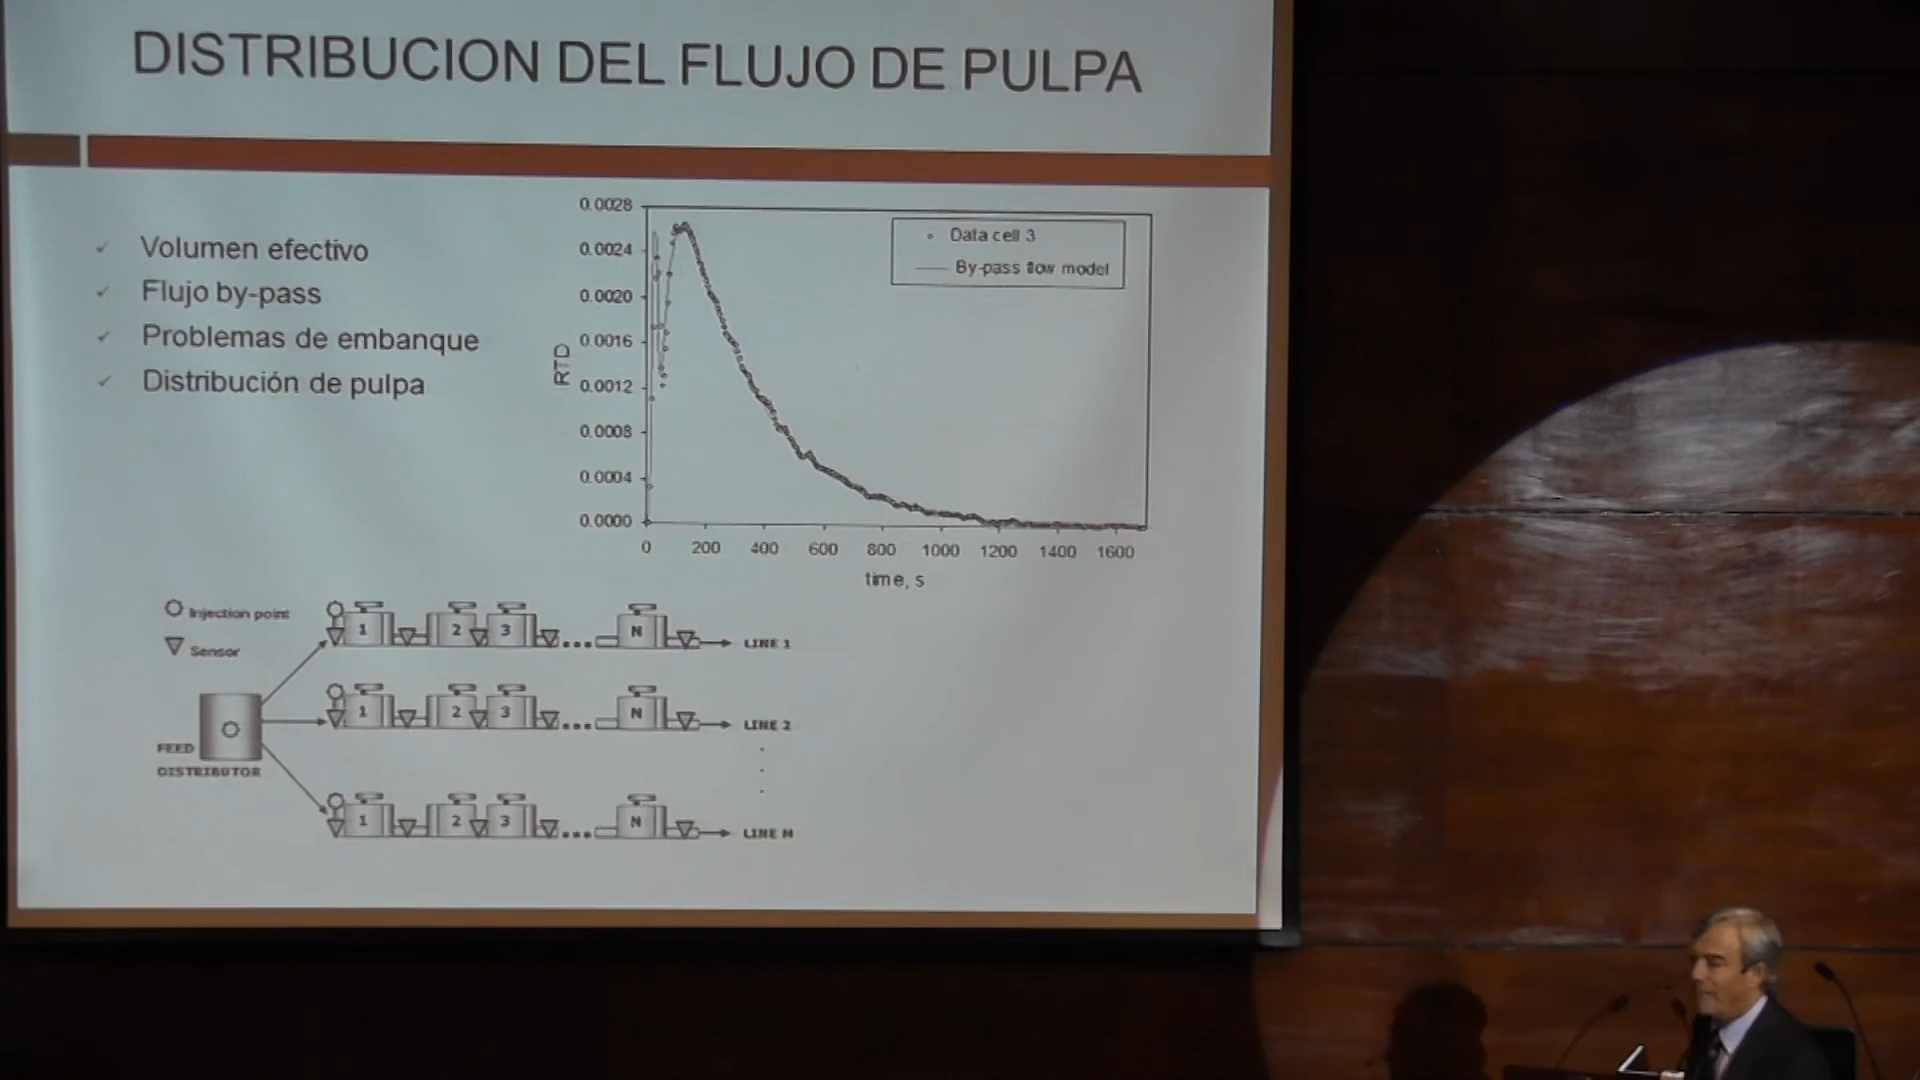 DISTRIBUCION DEL FLUJO DE PULPA
Volumen efectivo
Flujo by-pass
Problemas de embanque
Distribución de pulpa
0.0028
0.0024
0.0020
0.0016
0.0012
0.0008
0.0004
0.0000
RTD
Data cell 3
By-pass flow model
0 200 400 600 800 1000 1200 1400 1600
time, s
Injection point
Sensor
FEED
DISTRIBUTOR
1 2 3 ... N LINE 1
1 2 3 ... N LINE 2
1 2 3 ... N LINE M